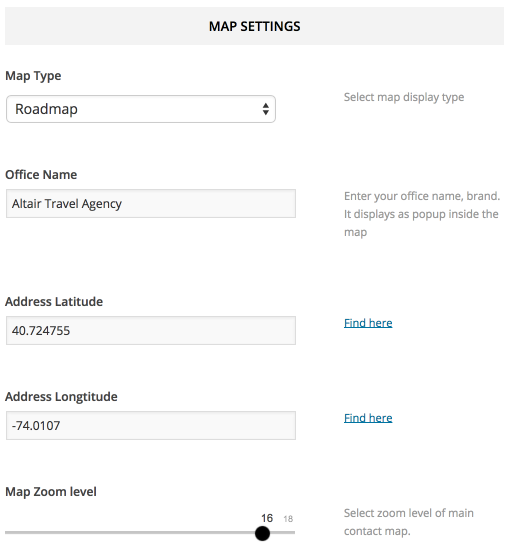 MAP SETTINGS
Map Type
Roadmap
Select map display type
Office Name
Altair Travel Agency
Enter your office name, brand.
It displays as popup inside the
map
Address Latitude
40.724755
Find here
Address Longtitude
-74.0107
Find here
Map Zoom level
16 18
Select zoom level of main
contact map.